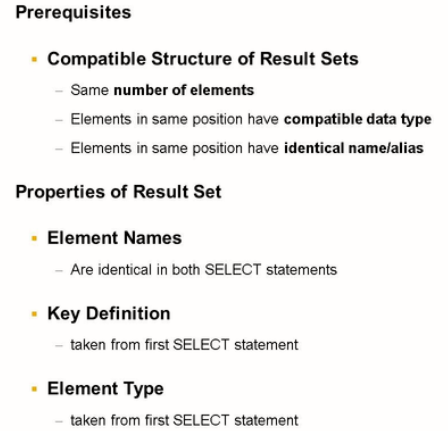 Prerequisites
▪ Compatible Structure of Result Sets
– Same number of elements
– Elements in same position have compatible data type
– Elements in same position have identical name/alias
Properties of Result Set
▪ Element Names
– Are identical in both SELECT statements
▪ Key Definition
– taken from first SELECT statement
▪ Element Type
– taken from first SELECT statement